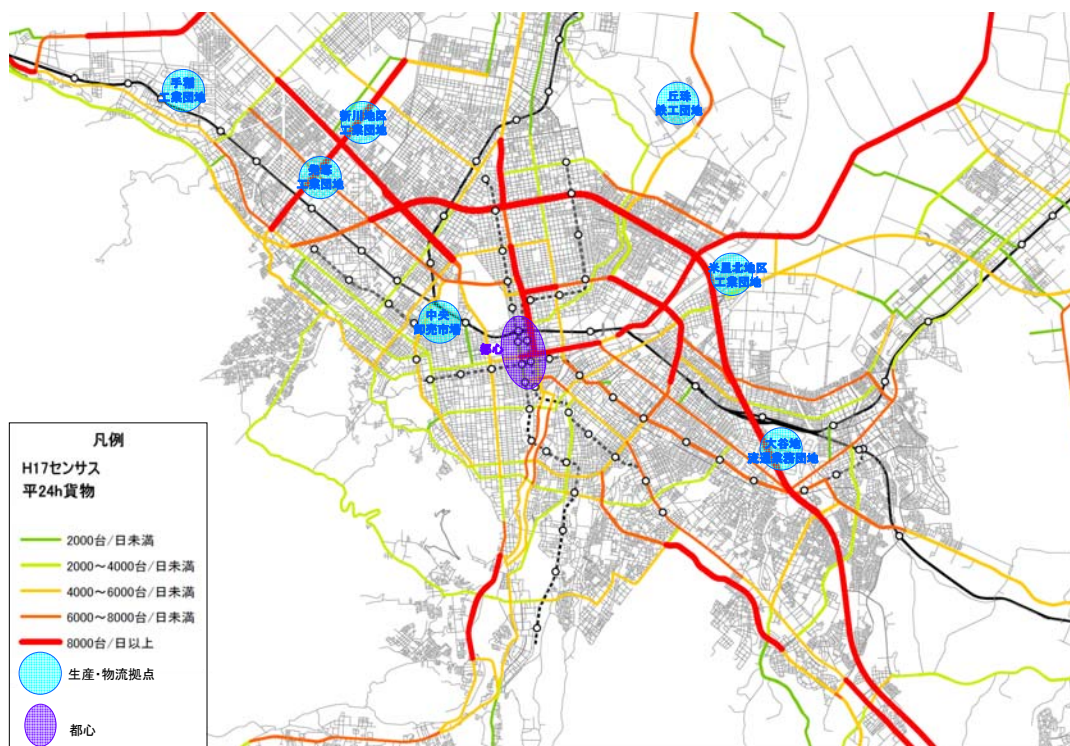 手稲
工業団地
新川地区
工業団地
発寒
工業団地
丘珠
鉄工団地
米里北地区
工業団地
中央
卸売市場
都心
大谷地
流通業務団地
凡例
H17センサス
平24h貨物
2000台/日未満
2000～4000台/日未満
4000～6000台/日未満
6000～8000台/日未満
8000台/日以上
生産・物流拠点
都心